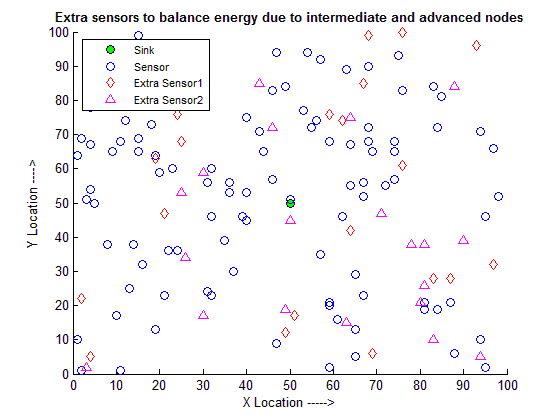 Extra sensors to balance energy due to intermediate and advanced nodes
100
90
80
70
60
50
40
30
20
10
0
Y Location ----->
Sink
Sensor
Extra Sensor1
Extra Sensor2
0 10 20 30 40 50 60 70 80 90 100
X Location ----->